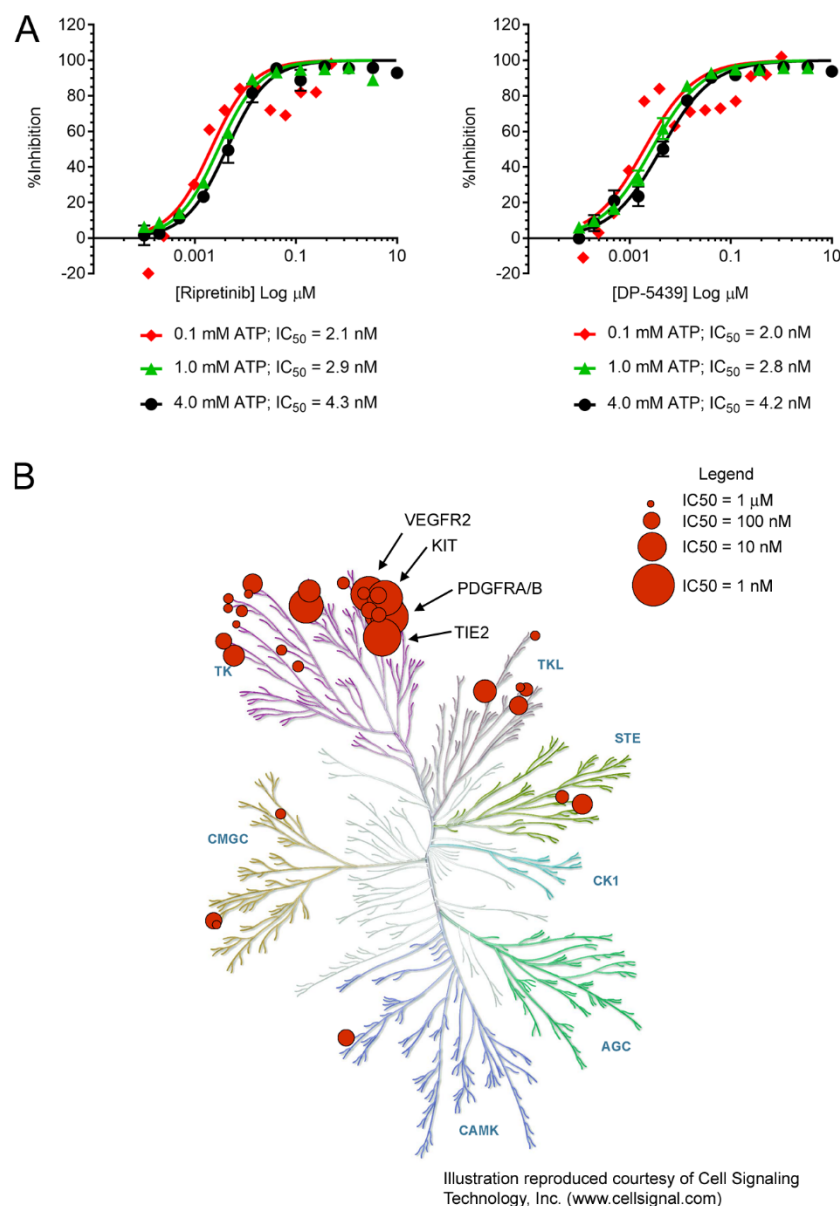 A
120
100
80
60
40
20
0
-20
%Inhibition
0.001
0.1
10
[Ripretinib] Log μM
0.1 mM ATP; IC50 = 2.1 nM
1.0 mM ATP; IC50 = 2.9 nM
4.0 mM ATP; IC50 = 4.3 nM
120
100
80
60
40
20
0
-20
%Inhibition
0.001
0.1
10
[DP-5439] Log μM
0.1 mM ATP; IC50 = 2.0 nM
1.0 mM ATP; IC50 = 2.8 nM
4.0 mM ATP; IC50 = 4.2 nM
B
Legend
IC50 = 1 μM
IC50 = 100 nM
IC50 = 10 nM
IC50 = 1 nM
VEGFR2
KIT
PDGFRA/B
TIE2
TK
TKL
STE
CMGC
CK1
AGC
CAMK
Illustration reproduced courtesy of Cell Signaling
Technology, Inc. (www.cellsignal.com)